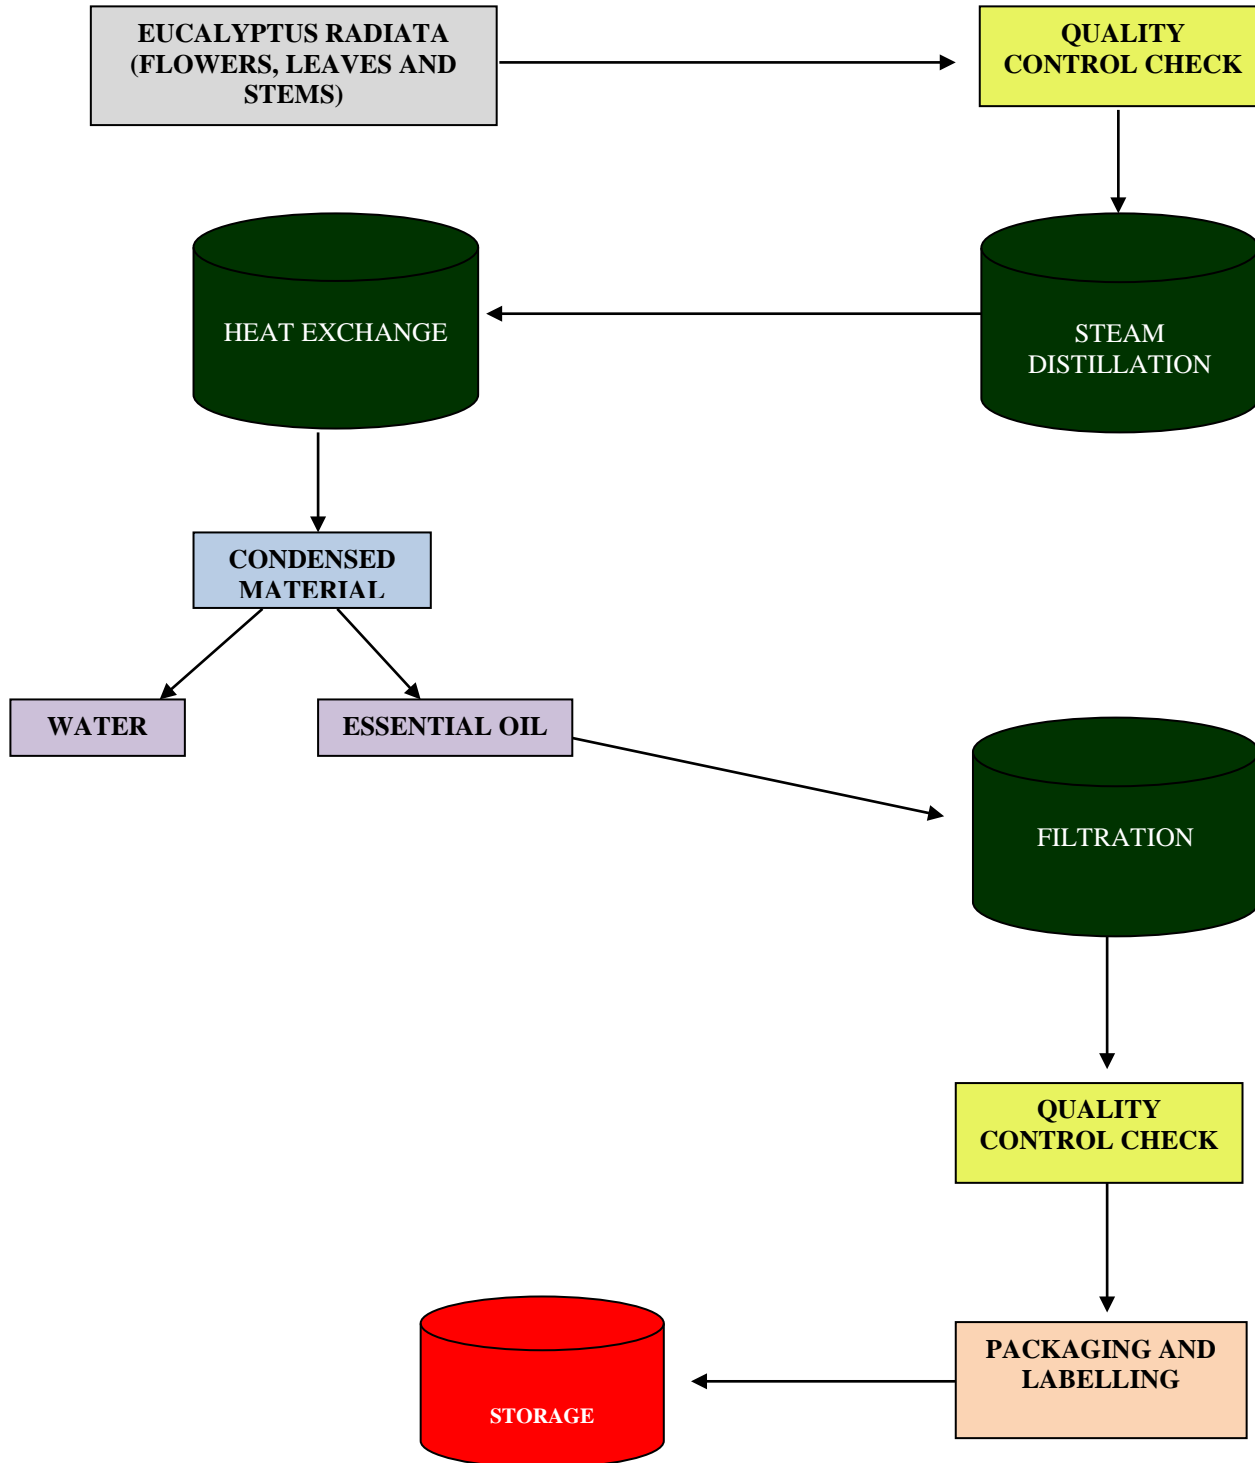 EUCALYPTUS RADIATA
(FLOWERS, LEAVES AND
STEMS)
QUALITY
CONTROL CHECK
STEAM
DISTILLATION
HEAT EXCHANGE
CONDENSED
MATERIAL
WATER
ESSENTIAL OIL
FILTRATION
QUALITY
CONTROL CHECK
PACKAGING AND
LABELLING
STORAGE